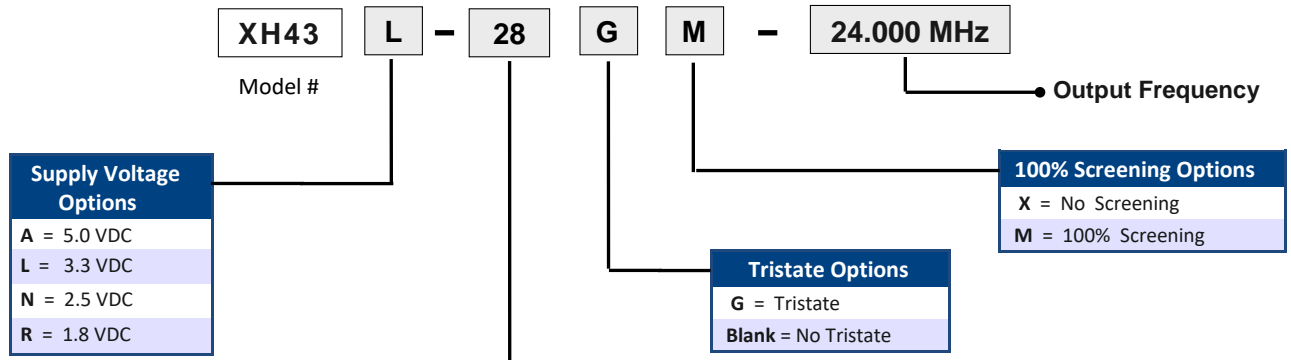 XH43 L – 28 G M – 24.000 MHz
Model #
Output Frequency
Supply Voltage
Options
A = 5.0 VDC
L = 3.3 VDC
N = 2.5 VDC
R = 1.8 VDC
100% Screening Options
X = No Screening
M = 100% Screening
Tristate Options
G = Tristate
Blank = No Tristate